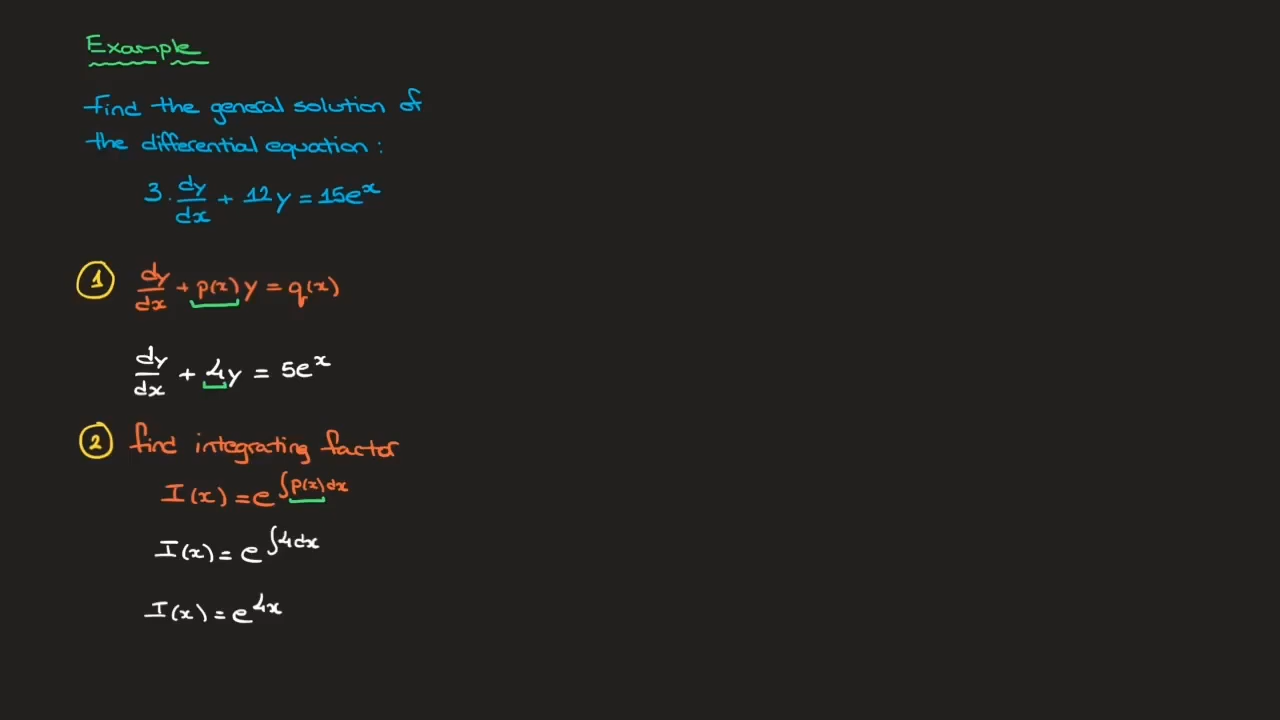 Example
find the general solution of
the differential equation:
3. dy/dx + 12y = 15e^x
1 dy/dx + p(x)y = q(x)
dy/dx + 4y = 5e^x
2 find integrating factor
I(x) = e^∫p(x)dx
I(x) = e^∫4dx
I(x) = e^4x